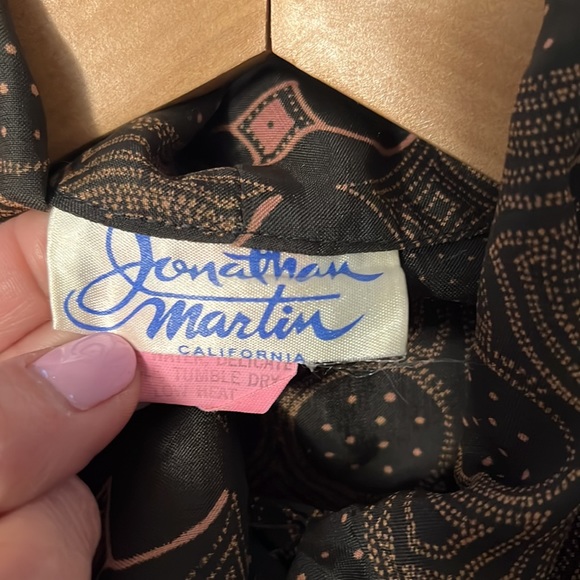 Jonathan
Martin
CALIFORNIA
DELICATE
TUMBLE DRY
HEAT